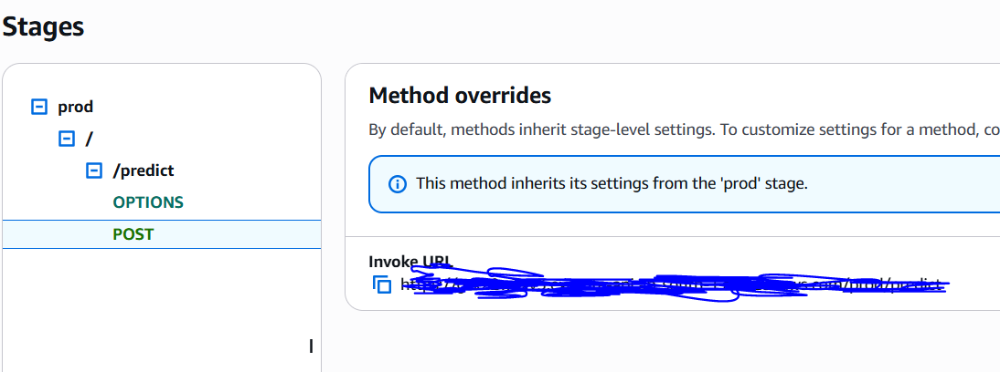 Stages
prod
/
/predict
OPTIONS
POST
Method overrides
By default, methods inherit stage-level settings. To customize settings for a method, co
This method inherits its settings from the 'prod' stage.
Invoke URL